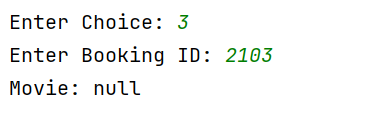 Enter Choice: 3
Enter Booking ID: 2103
Movie: null